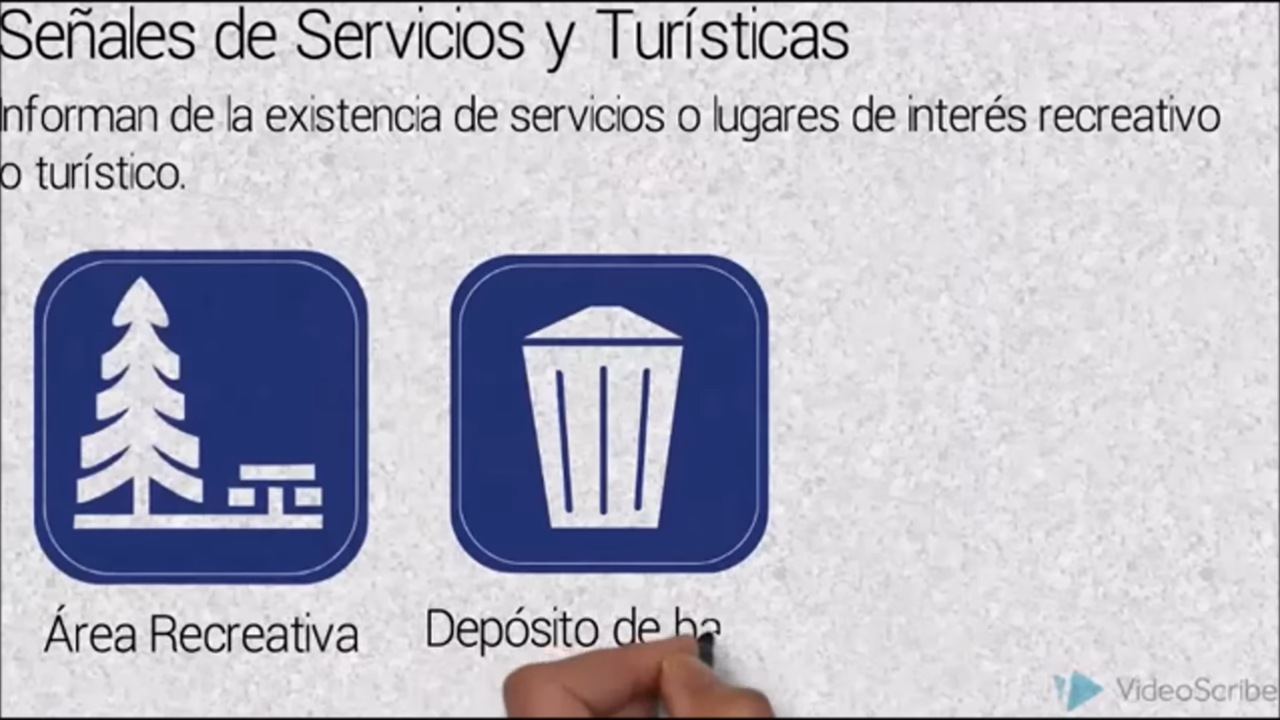 Señales de Servicios y Turísticas
Informan de la existencia de servicios o lugares de interés recreativo
o turístico.
Área Recreativa
Depósito de ba
VideoScribe